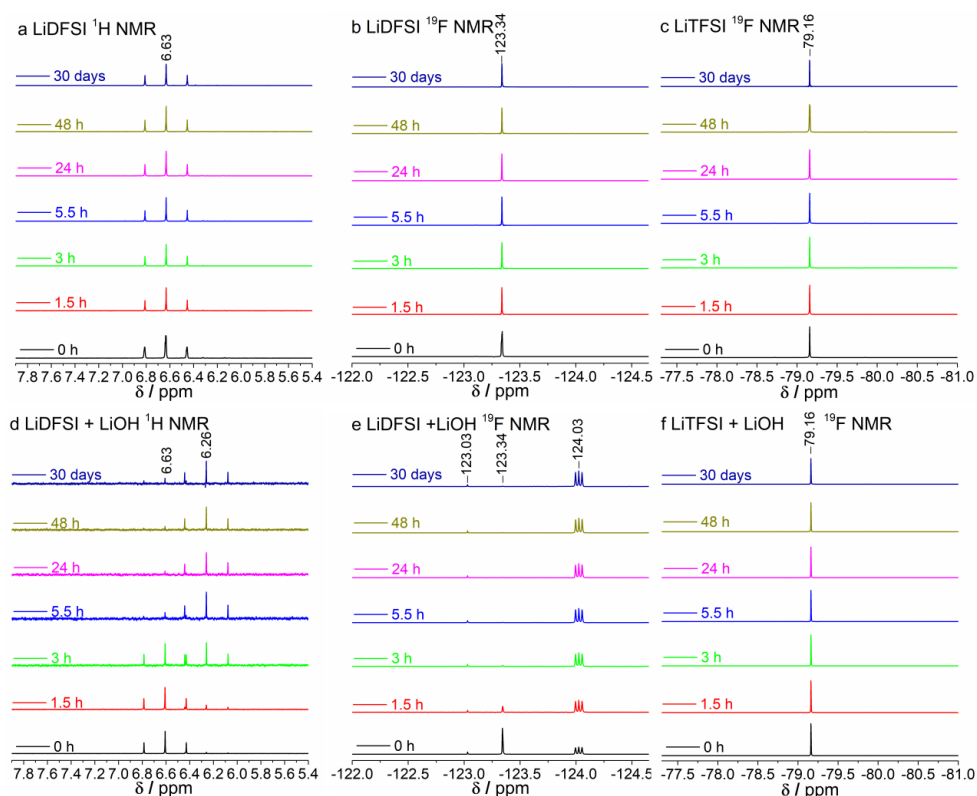 a LiDFSI ¹H NMR
6.63
30 days
48 h
24 h
5.5 h
3 h
1.5 h
0 h
7.8 7.6 7.4 7.2 7.0 6.8 6.6 6.4 6.2 6.0 5.8 5.6 5.4
δ / ppm
b LiDFSI ¹⁹F NMR
-123.34
30 days
48 h
24 h
5.5 h
3 h
1.5 h
0 h
-122.0 -122.5 -123.0 -123.5 -124.0 -124.5
δ / ppm
c LiTFSI ¹⁹F NMR
-79.16
30 days
48 h
24 h
5.5 h
3 h
1.5 h
0 h
-77.5 -78.0 -78.5 -79.0 -79.5 -80.0 -80.5 -81.0
δ / ppm
d LiDFSI + LiOH ¹H NMR
6.63
6.26
30 days
48 h
24 h
5.5 h
3 h
1.5 h
0 h
7.8 7.6 7.4 7.2 7.0 6.8 6.6 6.4 6.2 6.0 5.8 5.6 5.4
δ / ppm
e LiDFSI +LiOH ¹⁹F NMR
-123.03
-123.34
-124.03
30 days
48 h
24 h
5.5 h
3 h
1.5 h
0 h
-122.0 -122.5 -123.0 -123.5 -124.0 -124.5
δ / ppm
f LiTFSI + LiOH ¹⁹F NMR
-79.16
30 days
48 h
24 h
5.5 h
3 h
1.5 h
0 h
-77.5 -78.0 -78.5 -79.0 -79.5 -80.0 -80.5 -81.0
δ / ppm